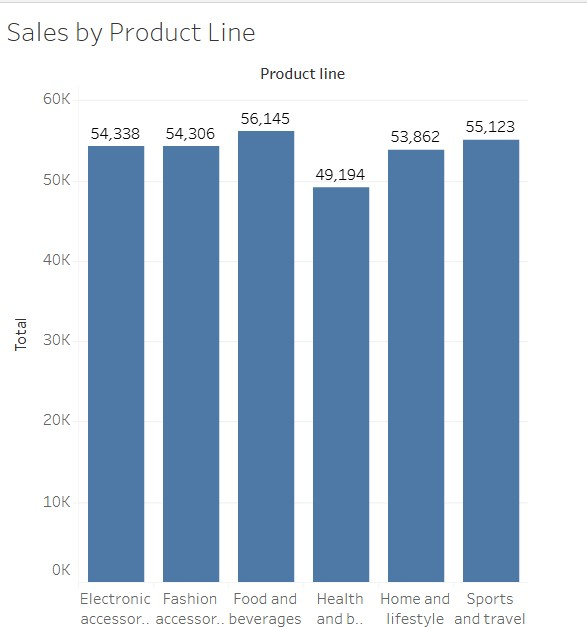 Sales by Product Line
Product line
60K
50K
40K
30K
20K
10K
0K
Total
54,338
54,306
56,145
49,194
53,862
55,123
Electronic accessor..
Fashion accessor..
Food and beverages
Health and b..
Home and lifestyle
Sports and travel